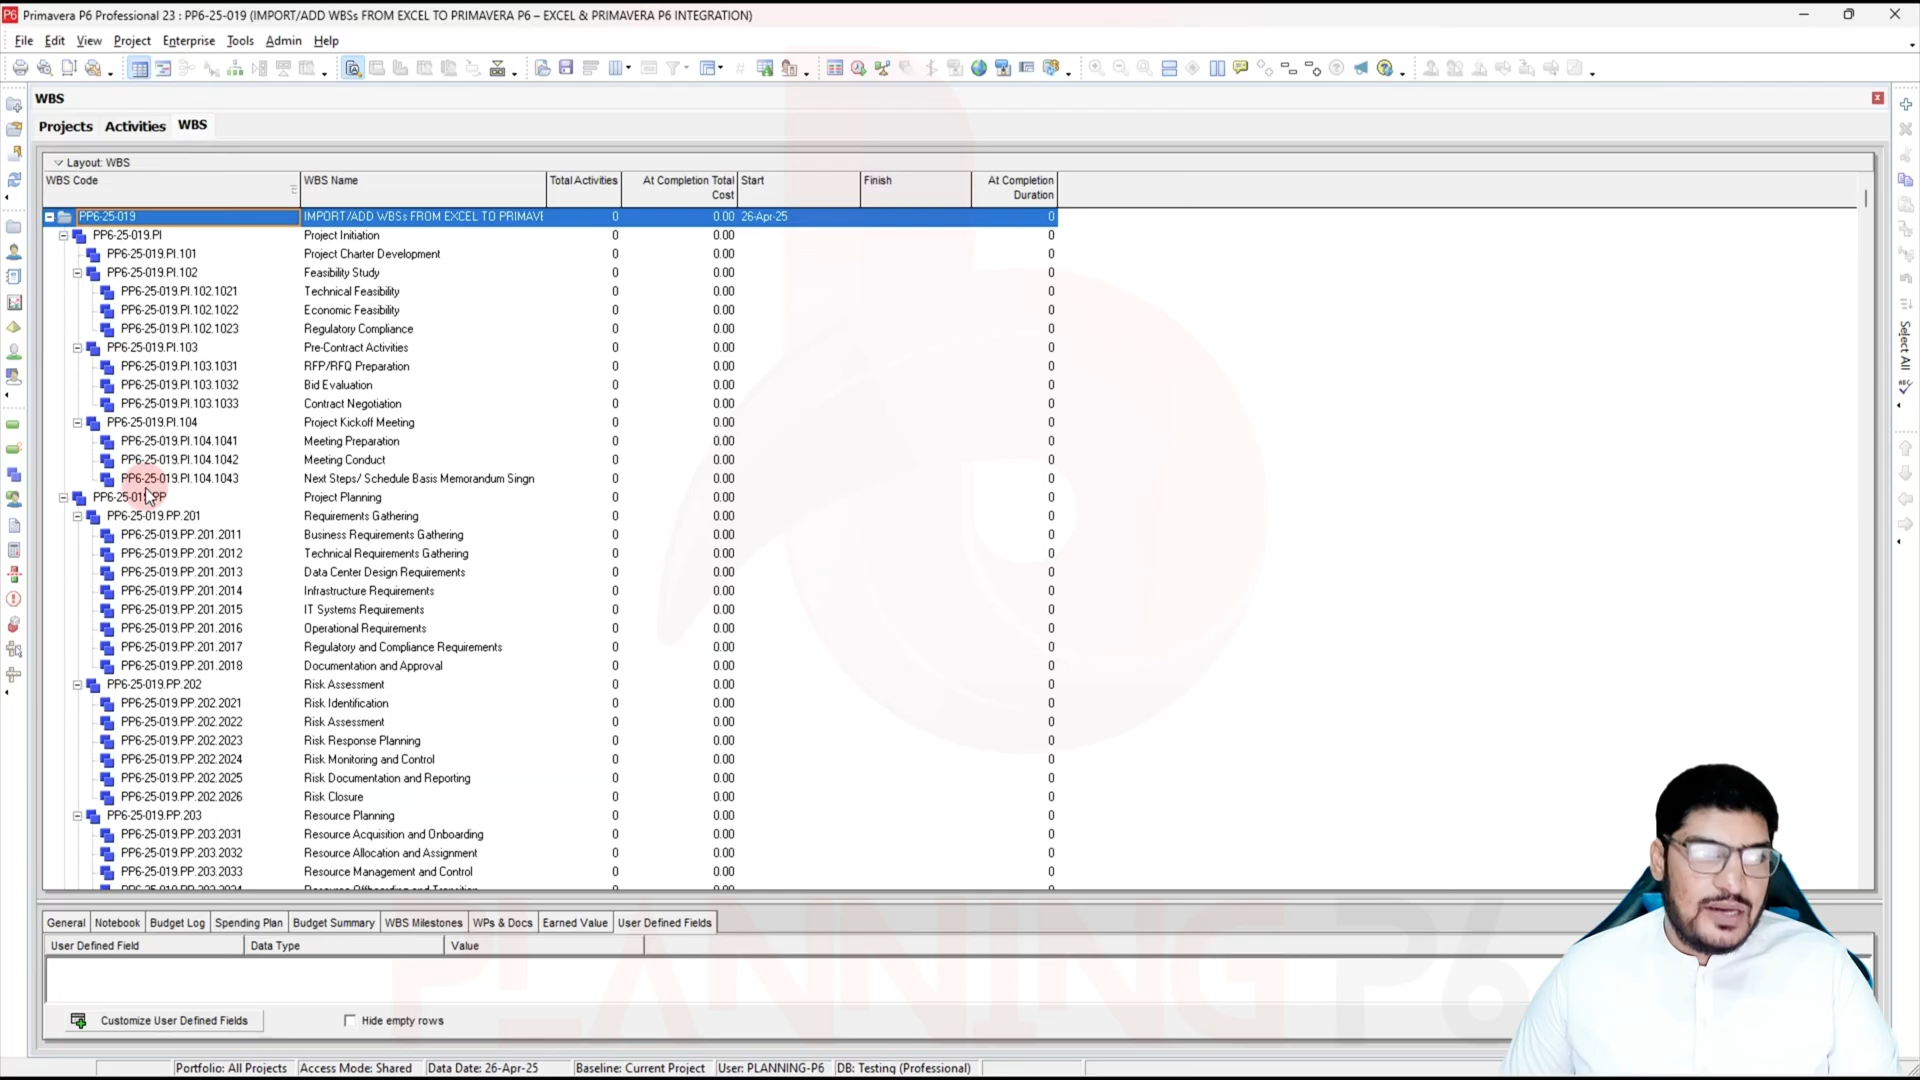 Primavera P6 Professional 23 : PP6-25-019 (IMPORT/ADD WBSs FROM EXCEL TO PRIMAVERA P6 – EXCEL & PRIMAVERA P6 INTEGRATION)
File Edit View Project Enterprise Tools Admin Help
WBS
Projects Activities WBS
Layout: WBS
WBS Code WBS Name Total Activities At Completion Total Cost Start Finish At Completion Duration
PP6-25-019 IMPORT/ADD WBSs FROM EXCEL TO PRIMAVE 0 0.00 26-Apr-25 0
PP6-25-019.PI Project Initiation 0 0.00 0
PP6-25-019.PI.101 Project Charter Development 0 0.00 0
PP6-25-019.PI.102 Feasibility Study 0 0.00 0
PP6-25-019.PI.102.1021 Technical Feasibility 0 0.00 0
PP6-25-019.PI.102.1022 Economic Feasibility 0 0.00 0
PP6-25-019.PI.102.1023 Regulatory Compliance 0 0.00 0
PP6-25-019.PI.103 Pre-Contract Activities 0 0.00 0
PP6-25-019.PI.103.1031 RFP/RFQ Preparation 0 0.00 0
PP6-25-019.PI.103.1032 Bid Evaluation 0 0.00 0
PP6-25-019.PI.103.1033 Contract Negotiation 0 0.00 0
PP6-25-019.PI.104 Project Kickoff Meeting 0 0.00 0
PP6-25-019.PI.104.1041 Meeting Preparation 0 0.00 0
PP6-25-019.PI.104.1042 Meeting Conduct 0 0.00 0
PP6-25-019.PI.104.1043 Next Steps/ Schedule Basis Memorandum Singn 0 0.00 0
PP6-25-019.PP Project Planning 0 0.00 0
PP6-25-019.PP.201 Requirements Gathering 0 0.00 0
PP6-25-019.PP.201.2011 Business Requirements Gathering 0 0.00 0
PP6-25-019.PP.201.2012 Technical Requirements Gathering 0 0.00 0
PP6-25-019.PP.201.2013 Data Center Design Requirements 0 0.00 0
PP6-25-019.PP.201.2014 Infrastructure Requirements 0 0.00 0
PP6-25-019.PP.201.2015 IT Systems Requirements 0 0.00 0
PP6-25-019.PP.201.2016 Operational Requirements 0 0.00 0
PP6-25-019.PP.201.2017 Regulatory and Compliance Requirements 0 0.00 0
PP6-25-019.PP.201.2018 Documentation and Approval 0 0.00 0
PP6-25-019.PP.202 Risk Assessment 0 0.00 0
PP6-25-019.PP.202.2021 Risk Identification 0 0.00 0
PP6-25-019.PP.202.2022 Risk Assessment 0 0.00 0
PP6-25-019.PP.202.2023 Risk Response Planning 0 0.00 0
PP6-25-019.PP.202.2024 Risk Monitoring and Control 0 0.00 0
PP6-25-019.PP.202.2025 Risk Documentation and Reporting 0 0.00 0
PP6-25-019.PP.202.2026 Risk Closure 0 0.00 0
PP6-25-019.PP.203 Resource Planning 0 0.00 0
PP6-25-019.PP.203.2031 Resource Acquisition and Onboarding 0 0.00 0
PP6-25-019.PP.203.2032 Resource Allocation and Assignment 0 0.00 0
PP6-25-019.PP.203.2033 Resource Management and Control 0 0.00 0
Select All
General Notebook Budget Log Spending Plan Budget Summary WBS Milestones WPs & Docs Earned Value User Defined Fields
User Defined Field Data Type Value
PLANNING P6
Customize User Defined Fields Hide empty rows
Portfolio: All Projects Access Mode: Shared Data Date: 26-Apr-25 Baseline: Current Project User: PLANNING-P6 DB: Testing (Professional)